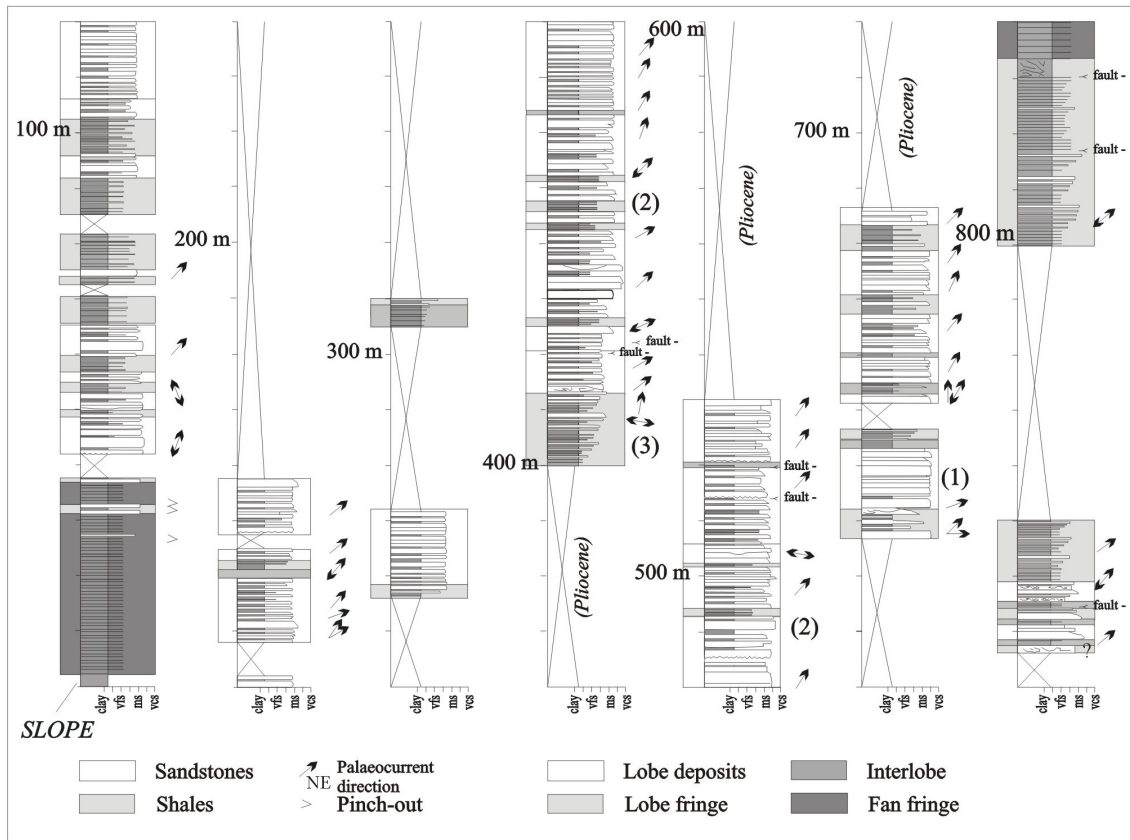 600 m
100 m
(Pliocene)
700 m
fault -
fault -
(2)
(Pliocene)
200 m
800 m
300 m
fault -
fault -
(3)
400 m
fault -
(1)
fault -
500 m
(Pliocene)
(2)
fault -
?
clay vfs ms vcs
clay vfs ms vcs
clay vfs ms vcs
clay vfs ms vcs
clay vfs ms vcs
clay vfs ms vcs
clay vfs ms vcs
SLOPE
Sandstones
Shales
NE
Palaeocurrent
direction
Pinch-out
Lobe deposits
Lobe fringe
Interlobe
Fan fringe